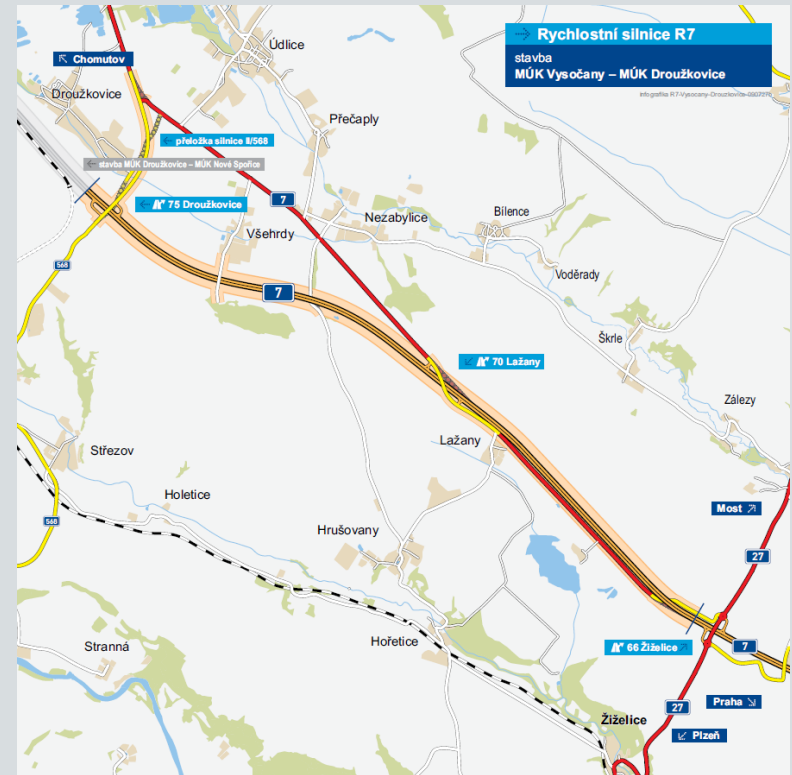 → Rychlostní silnice R7
stavba
MÚK Vysočany – MÚK Droužkovice
↖ Chomutov
Údlice
Droužkovice
Přečaply
← přeložka silnice II/568
← stavba MÚK Droužkovice – MÚK Nové Spořice
← 75 Droužkovice
7
Nezabylice
Bílence
Všehrdy
568
Voděrady
7
Škrle
↙ 70 Lažany
Zálezy
Lažany
Střezov
Holetice
Most ↗
568
Hrušovany
27
Hořetice
Stranná
66 Žiželice ↗
7
Praha ↘
27
Žiželice
↙ Plzeň